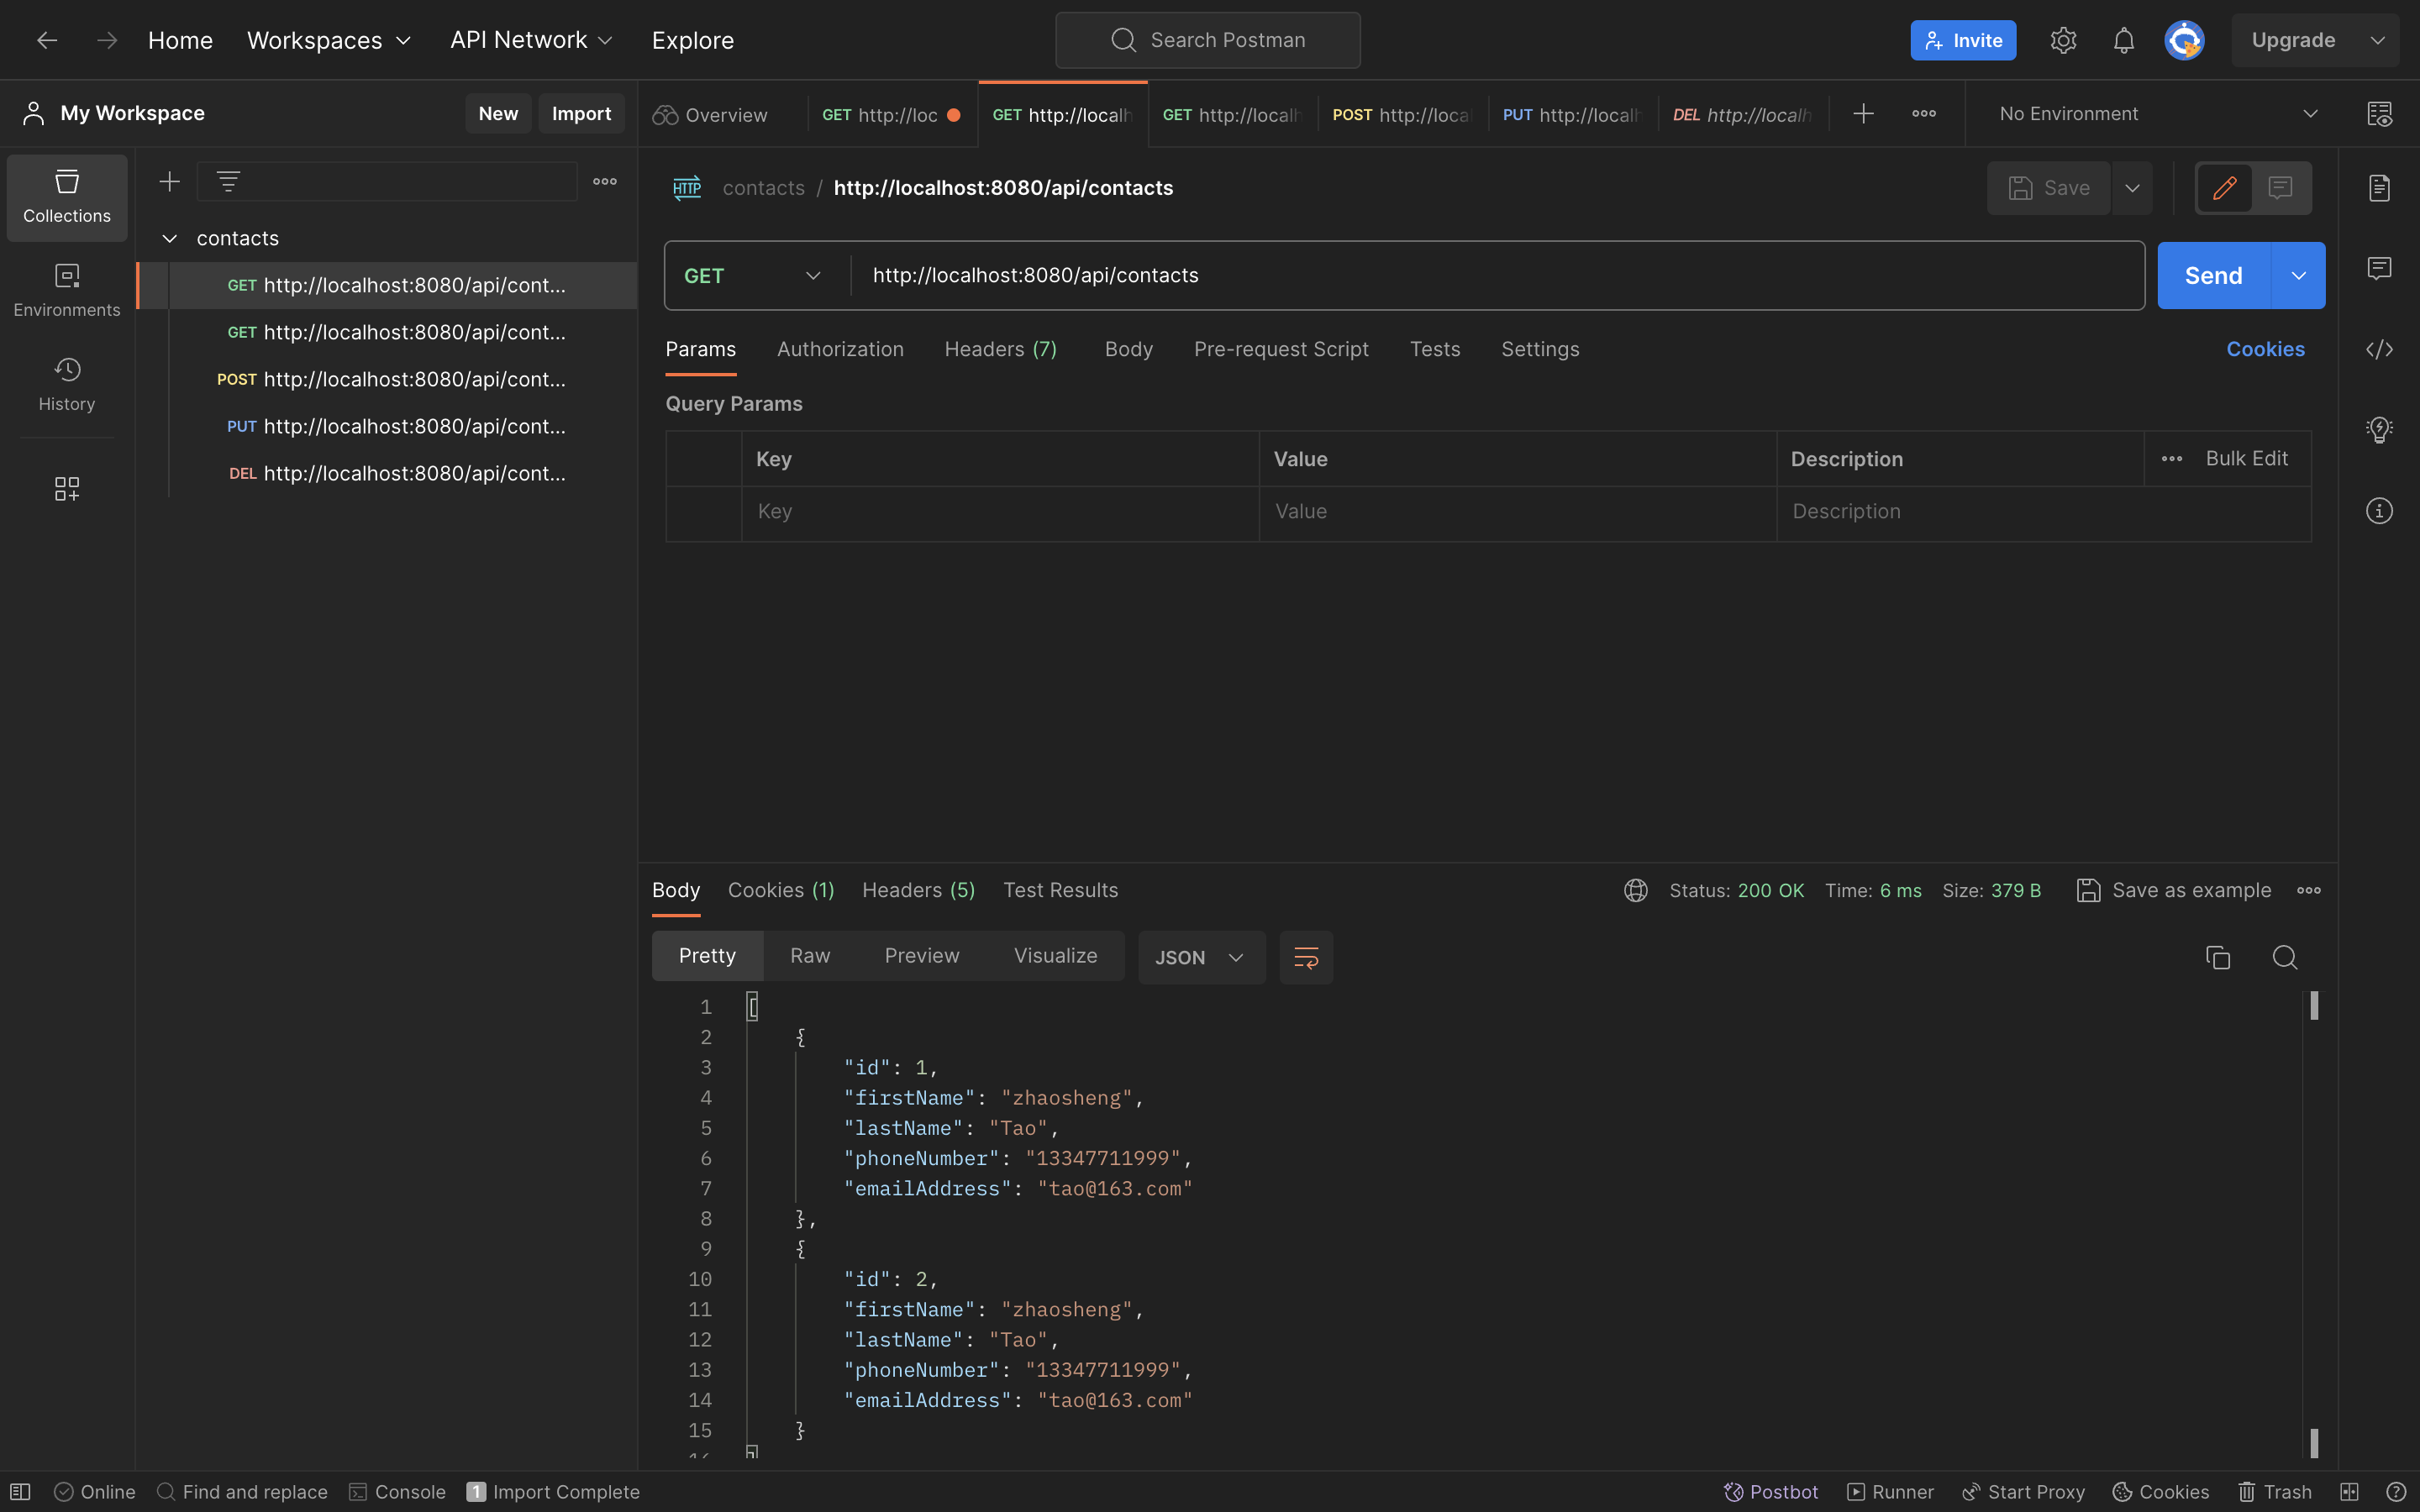 Home Workspaces API Network Explore Search Postman Invite Upgrade
My Workspace New Import Overview GET http://loc GET http://localh GET http://localh POST http://loca PUT http://localh DEL http://localh No Environment
Collections
Environments
History
contacts
GET http://localhost:8080/api/cont...
GET http://localhost:8080/api/cont...
POST http://localhost:8080/api/cont...
PUT http://localhost:8080/api/cont...
DEL http://localhost:8080/api/cont...
HTTP contacts / http://localhost:8080/api/contacts Save
GET http://localhost:8080/api/contacts Send
Params Authorization Headers (7) Body Pre-request Script Tests Settings Cookies
Query Params
Key Value Description Bulk Edit
Key Value Description
Body Cookies (1) Headers (5) Test Results Status: 200 OK Time: 6 ms Size: 379 B Save as example
Pretty Raw Preview Visualize JSON
1 [
2 {
3 "id": 1,
4 "firstName": "zhaosheng",
5 "lastName": "Tao",
6 "phoneNumber": "13347711999",
7 "emailAddress": "tao@163.com"
8 },
9 {
10 "id": 2,
11 "firstName": "zhaosheng",
12 "lastName": "Tao",
13 "phoneNumber": "13347711999",
14 "emailAddress": "tao@163.com"
15 }
16 ]
Online Find and replace Console 1 Import Complete Postbot Runner Start Proxy Cookies Trash